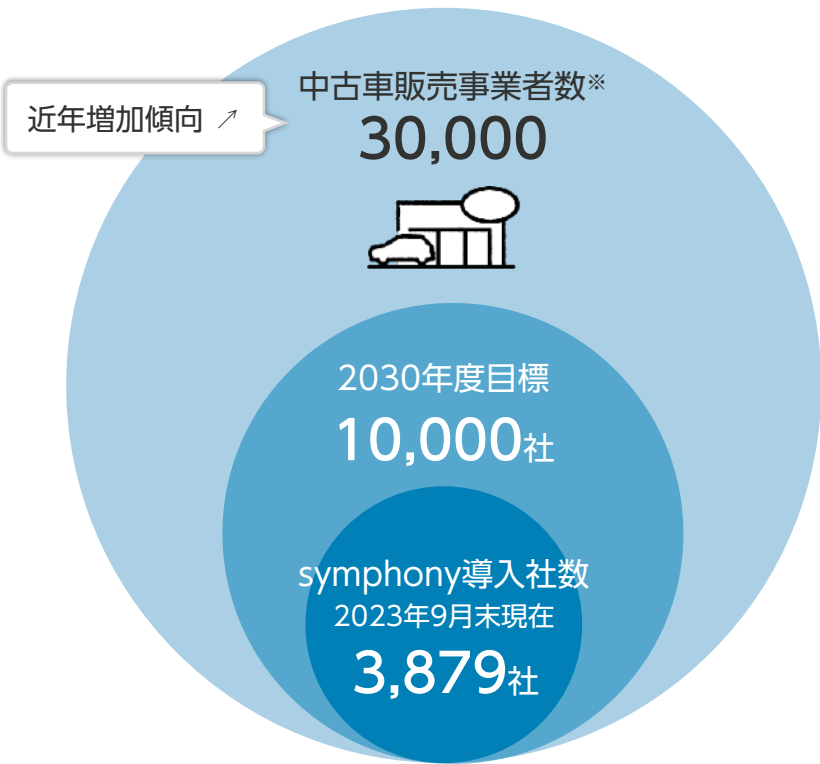 中古車販売事業者数※
30,000
近年増加傾向 ↗
2030年度目標
10,000社
symphony導入社数
2023年9月末現在
3,879社